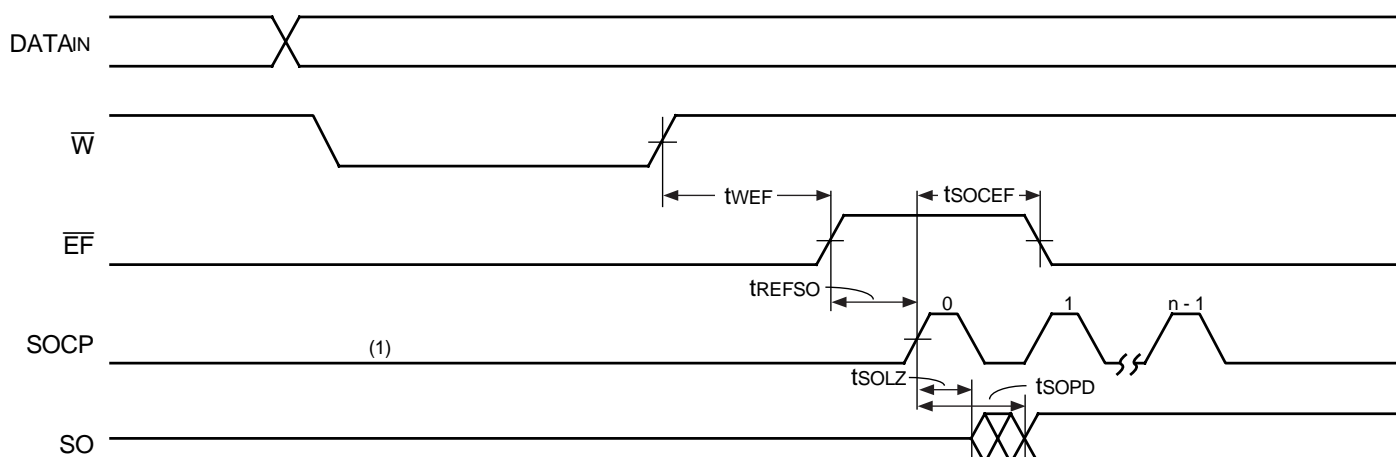 DATAIN
W
tWEF
tSOCEF
EF
tREFSO
0
1
n - 1
SOCP
(1)
tSOLZ
tSOPD
SO